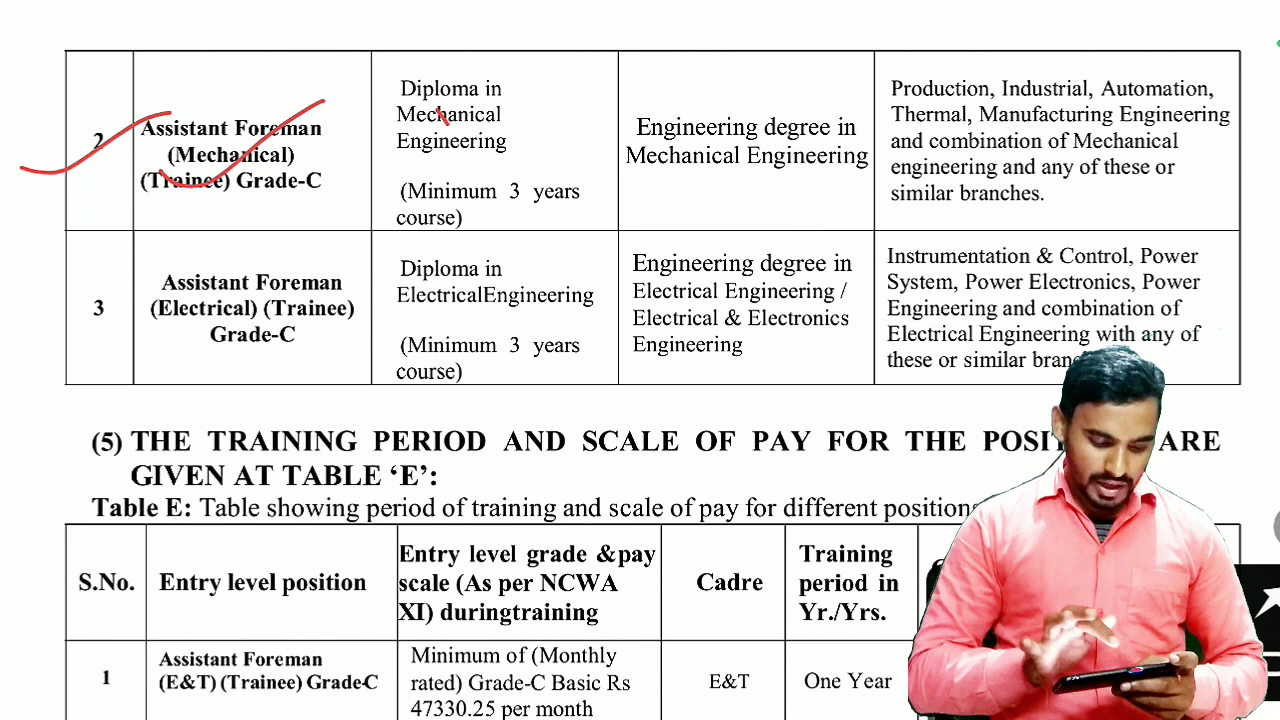 2
Assistant Foreman
(Mechanical)
(Trainee) Grade-C
Diploma in
Mechanical
Engineering
(Minimum 3 years
course)
Engineering degree in
Mechanical Engineering
Production, Industrial, Automation,
Thermal, Manufacturing Engineering
and combination of Mechanical
engineering and any of these or
similar branches.
3
Assistant Foreman
(Electrical) (Trainee)
Grade-C
Diploma in
ElectricalEngineering
(Minimum 3 years
course)
Engineering degree in
Electrical Engineering /
Electrical & Electronics
Engineering
Instrumentation & Control, Power
System, Power Electronics, Power
Engineering and combination of
Electrical Engineering with any of
these or similar
(5) THE TRAINING PERIOD AND SCALE OF PAY FOR THE ARE
GIVEN AT TABLE ‘E’:
Table E: Table showing period of training and scale of pay for different positions
S.No.
Entry level position
Entry level grade &pay
scale (As per NCWA
XI) duringtraining
Cadre
Training
period in
Yr./Yrs.
1
Assistant Foreman
(E&T) (Trainee) Grade-C
Minimum of (Monthly
rated) Grade-C Basic Rs
47330.25 per month
E&T
One Year